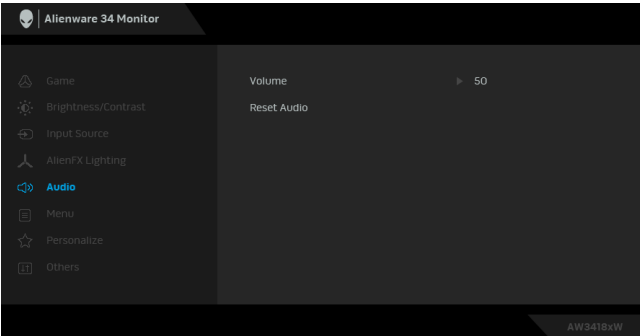 Alienware 34 Monitor
Game
Volume 50
Brightness/Contrast
Reset Audio
Input Source
AlienFX Lighting
Audio
Menu
Personalize
Others
AW3418xW